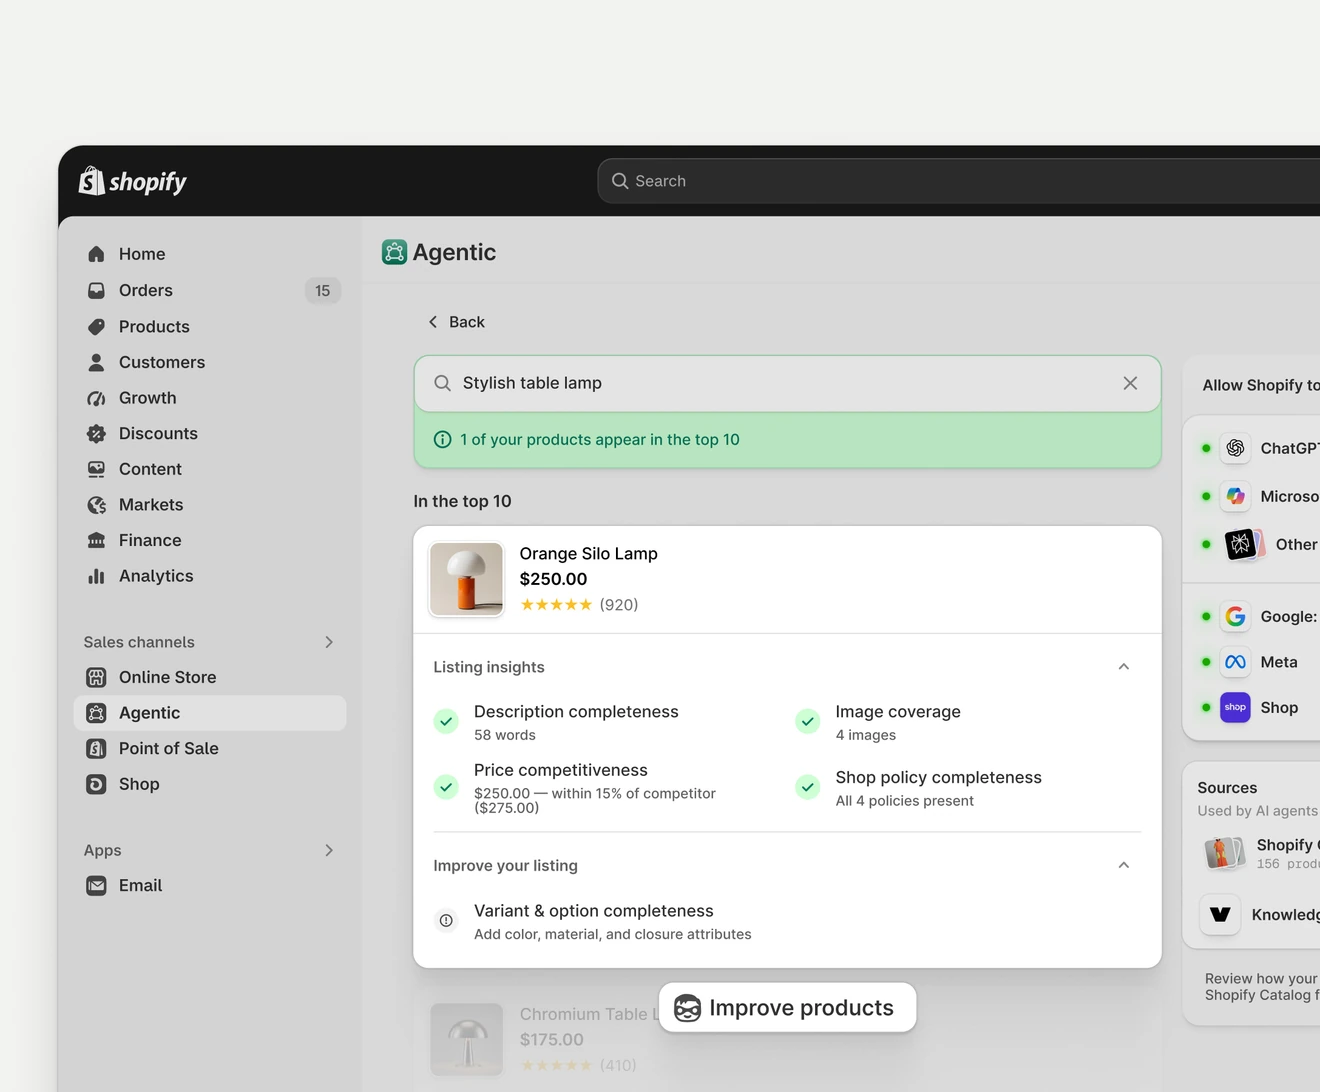 shopify
Search
Home
Orders
15
Products
Customers
Growth
Discounts
Content
Markets
Finance
Analytics
Sales channels
Online Store
Agentic
Point of Sale
Shop
Apps
Email
Agentic
Back
Stylish table lamp
1 of your products appear in the top 10
In the top 10
Orange Silo Lamp
$250.00
★★★★★ (920)
Listing insights
Description completeness
58 words
Image coverage
4 images
Price competitiveness
$250.00 — within 15% of competitor
($275.00)
Shop policy completeness
All 4 policies present
Improve your listing
Variant & option completeness
Add color, material, and closure attributes
Improve products
Chromium Table L
$175.00
★★★★★ (410)
Allow Shopify to
ChatGPT
Microso
Other
Google:
Meta
shop
Shop
Sources
Used by AI agents
Shopify C
156 produ
Knowledg
Review how your
Shopify Catalog f